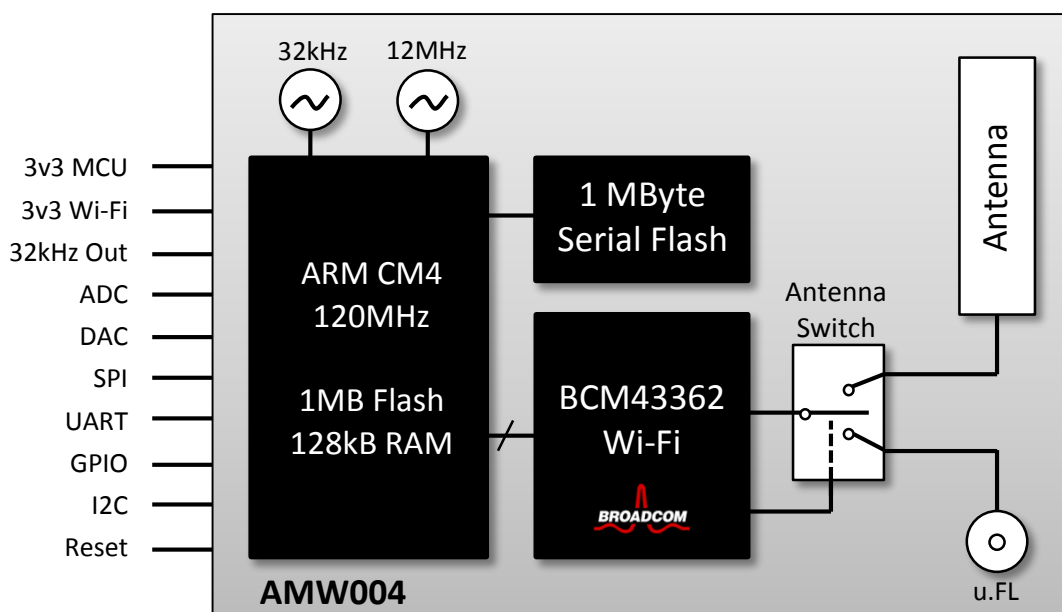 32kHz
12MHz
3v3 MCU
3v3 Wi-Fi
32kHz Out
ADC
DAC
SPI
UART
GPIO
I2C
Reset
ARM CM4
120MHz
1MB Flash
128kB RAM
1 MByte
Serial Flash
BCM43362
Wi-Fi
BROADCOM
Antenna
Switch
Antenna
u.FL
AMW004